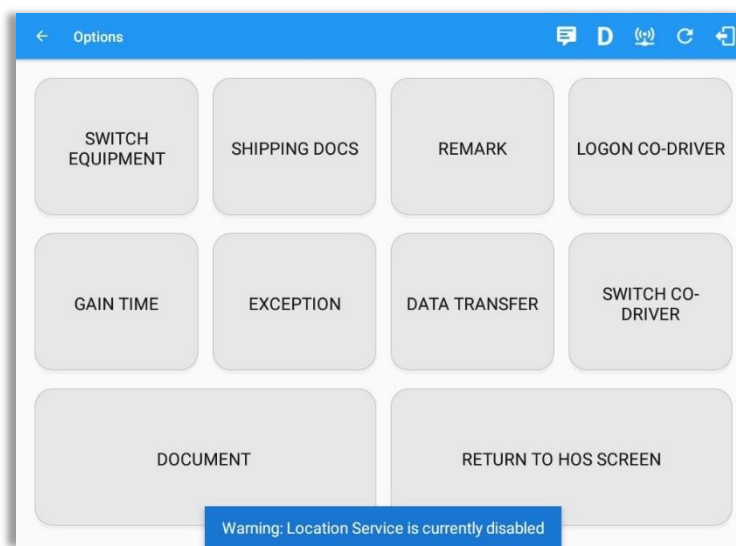 Options
D
SWITCH
EQUIPMENT
SHIPPING DOCS
REMARK
LOGON CO-DRIVER
GAIN TIME
EXCEPTION
DATA TRANSFER
SWITCH CO-
DRIVER
DOCUMENT
RETURN TO HOS SCREEN
Warning: Location Service is currently disabled